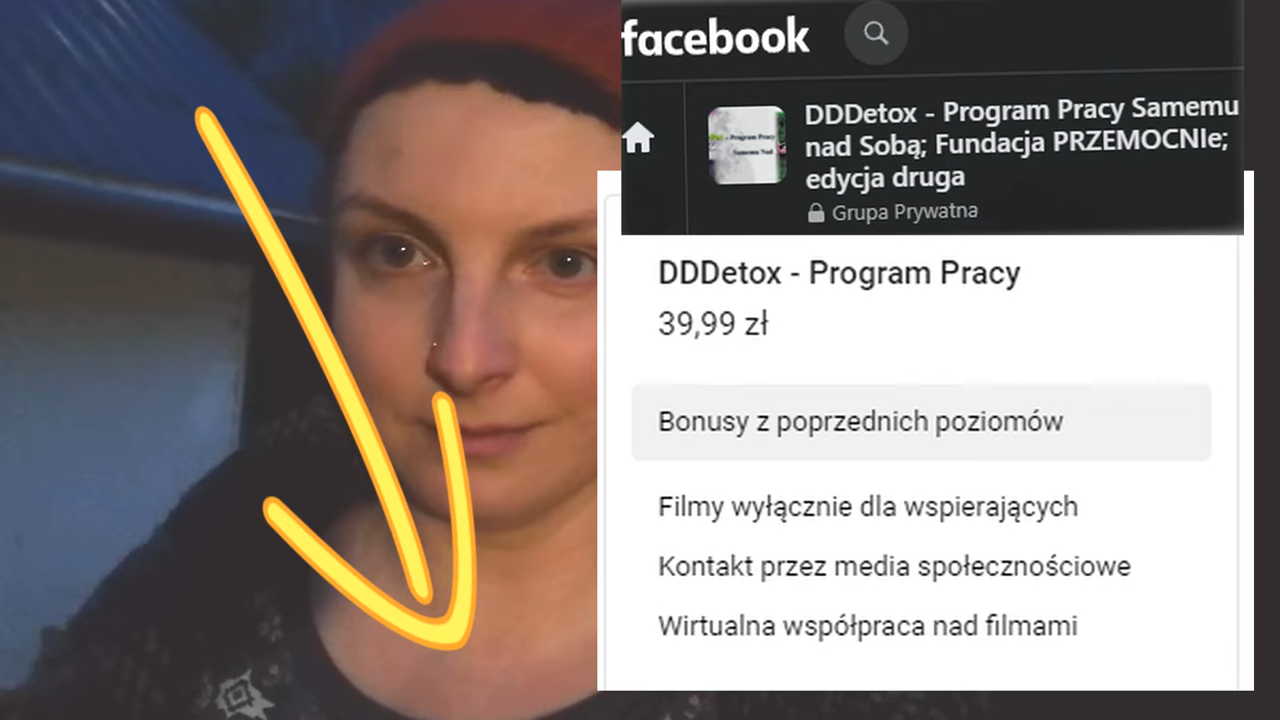 facebook
DDDetox - Program Pracy Samemu
nad Sobą; Fundacja PRZEMOCNIe;
edycja druga
Grupa Prywatna
DDDetox - Program Pracy
39,99 zł
Bonusy z poprzednich poziomów
Filmy wyłącznie dla wspierających
Kontakt przez media społecznościowe
Wirtualna współpraca nad filmami